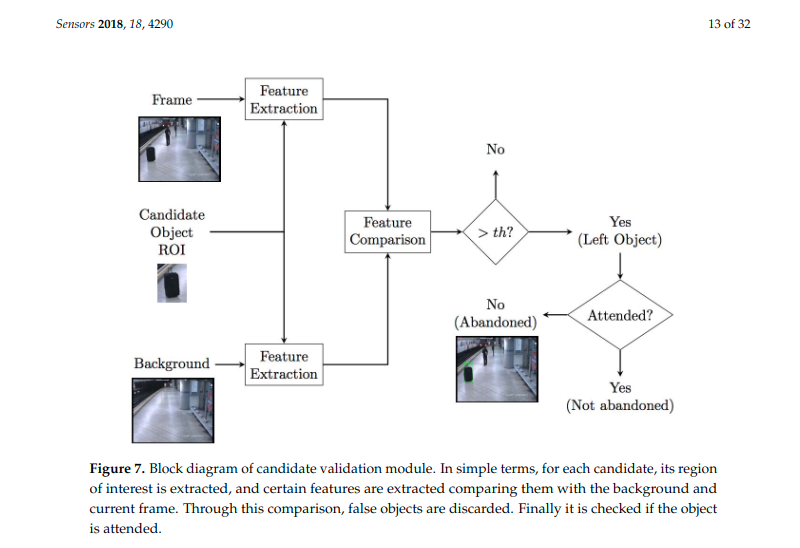 Sensors 2018, 18, 4290
13 of 32
Frame
Feature
Extraction
No
Candidate
Object
ROI
Feature
Comparison
> th?
Yes
(Left Object)
No
(Abandoned)
Attended?
Background
Feature
Extraction
Yes
(Not abandoned)
Figure 7. Block diagram of candidate validation module. In simple terms, for each candidate, its region
of interest is extracted, and certain features are extracted comparing them with the background and
current frame. Through this comparison, false objects are discarded. Finally it is checked if the object
is attended.